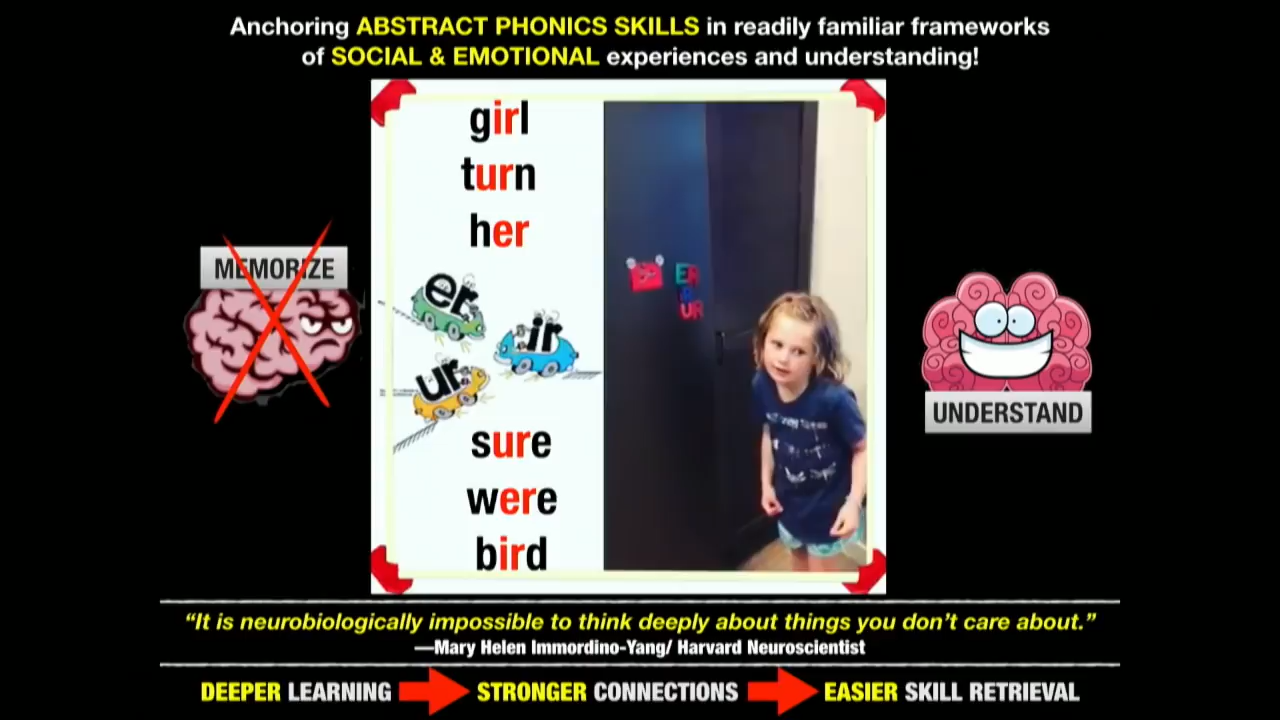 Anchoring ABSTRACT PHONICS SKILLS in readily familiar frameworks
of SOCIAL & EMOTIONAL experiences and understanding!
girl
turn
her
MEMORIZE
er
ir
ur
ER
UR
UNDERSTAND
sure
were
bird
“It is neurobiologically impossible to think deeply about things you don’t care about.”
—Mary Helen Immordino-Yang/ Harvard Neuroscientist
DEEPER LEARNING STRONGER CONNECTIONS EASIER SKILL RETRIEVAL